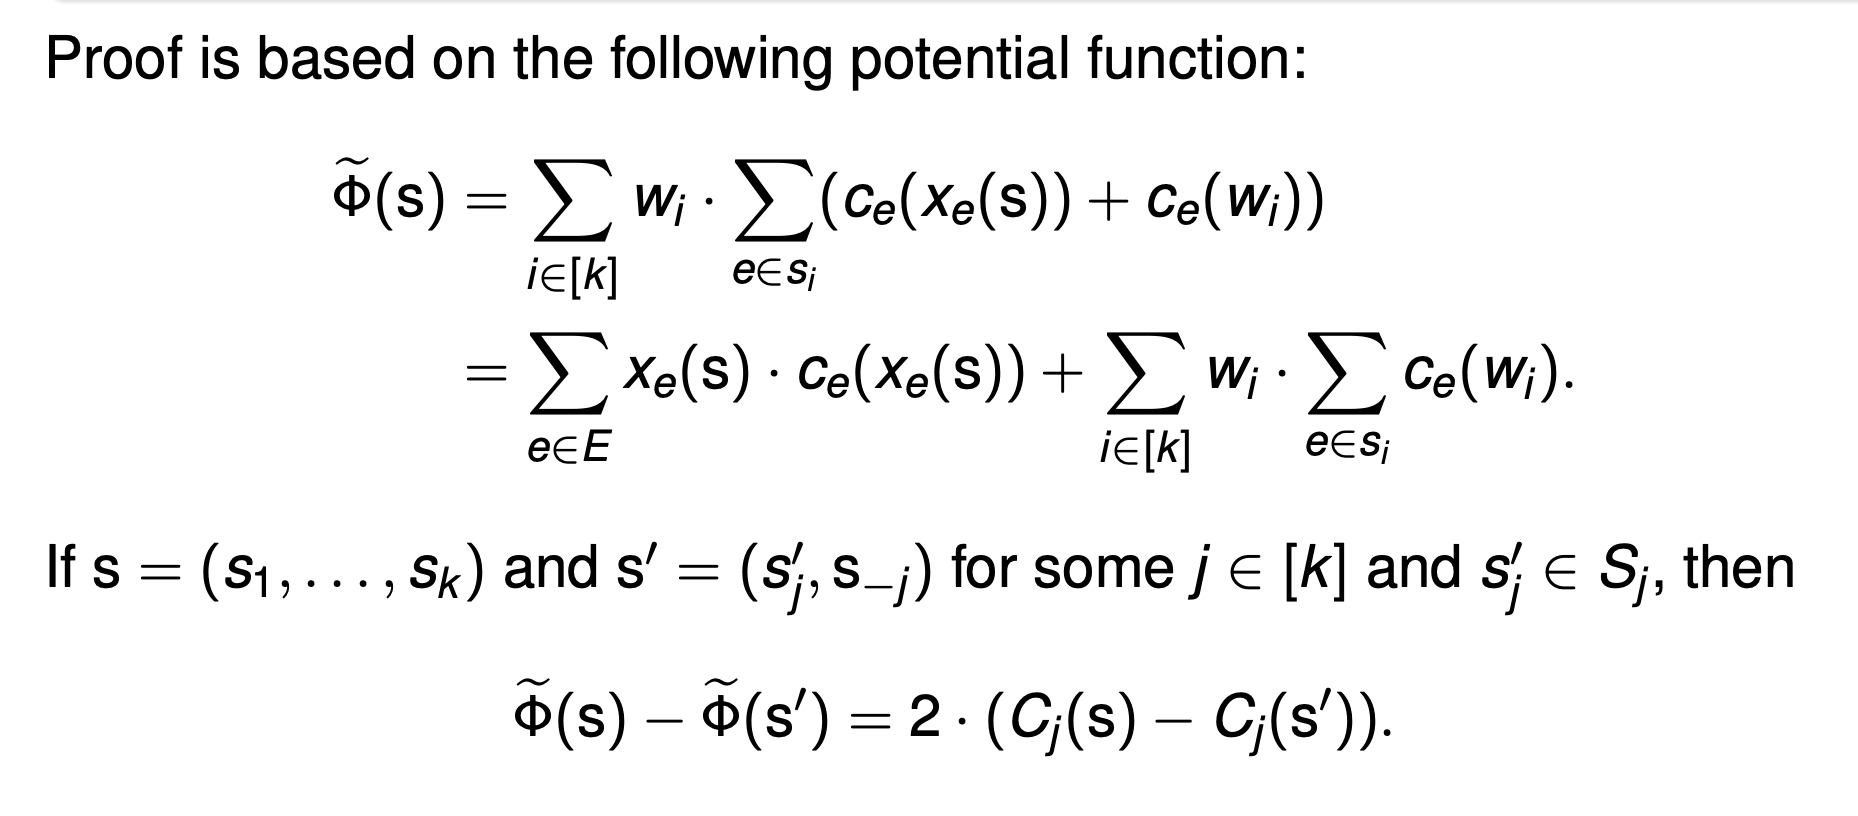 Proof is based on the following potential function:
Φ̃(s) = ∑_{i∈[k]} w_i · ∑_{e∈s_i} (c_e(x_e(s)) + c_e(w_i))
= ∑_{e∈E} x_e(s) · c_e(x_e(s)) + ∑_{i∈[k]} w_i · ∑_{e∈s_i} c_e(w_i).
If s = (s_1, . . . , s_k) and s′ = (s′_j, s_{−j}) for some j ∈ [k] and s′_j ∈ S_j, then
Φ̃(s) − Φ̃(s′) = 2 · (C_j(s) − C_j(s′)).